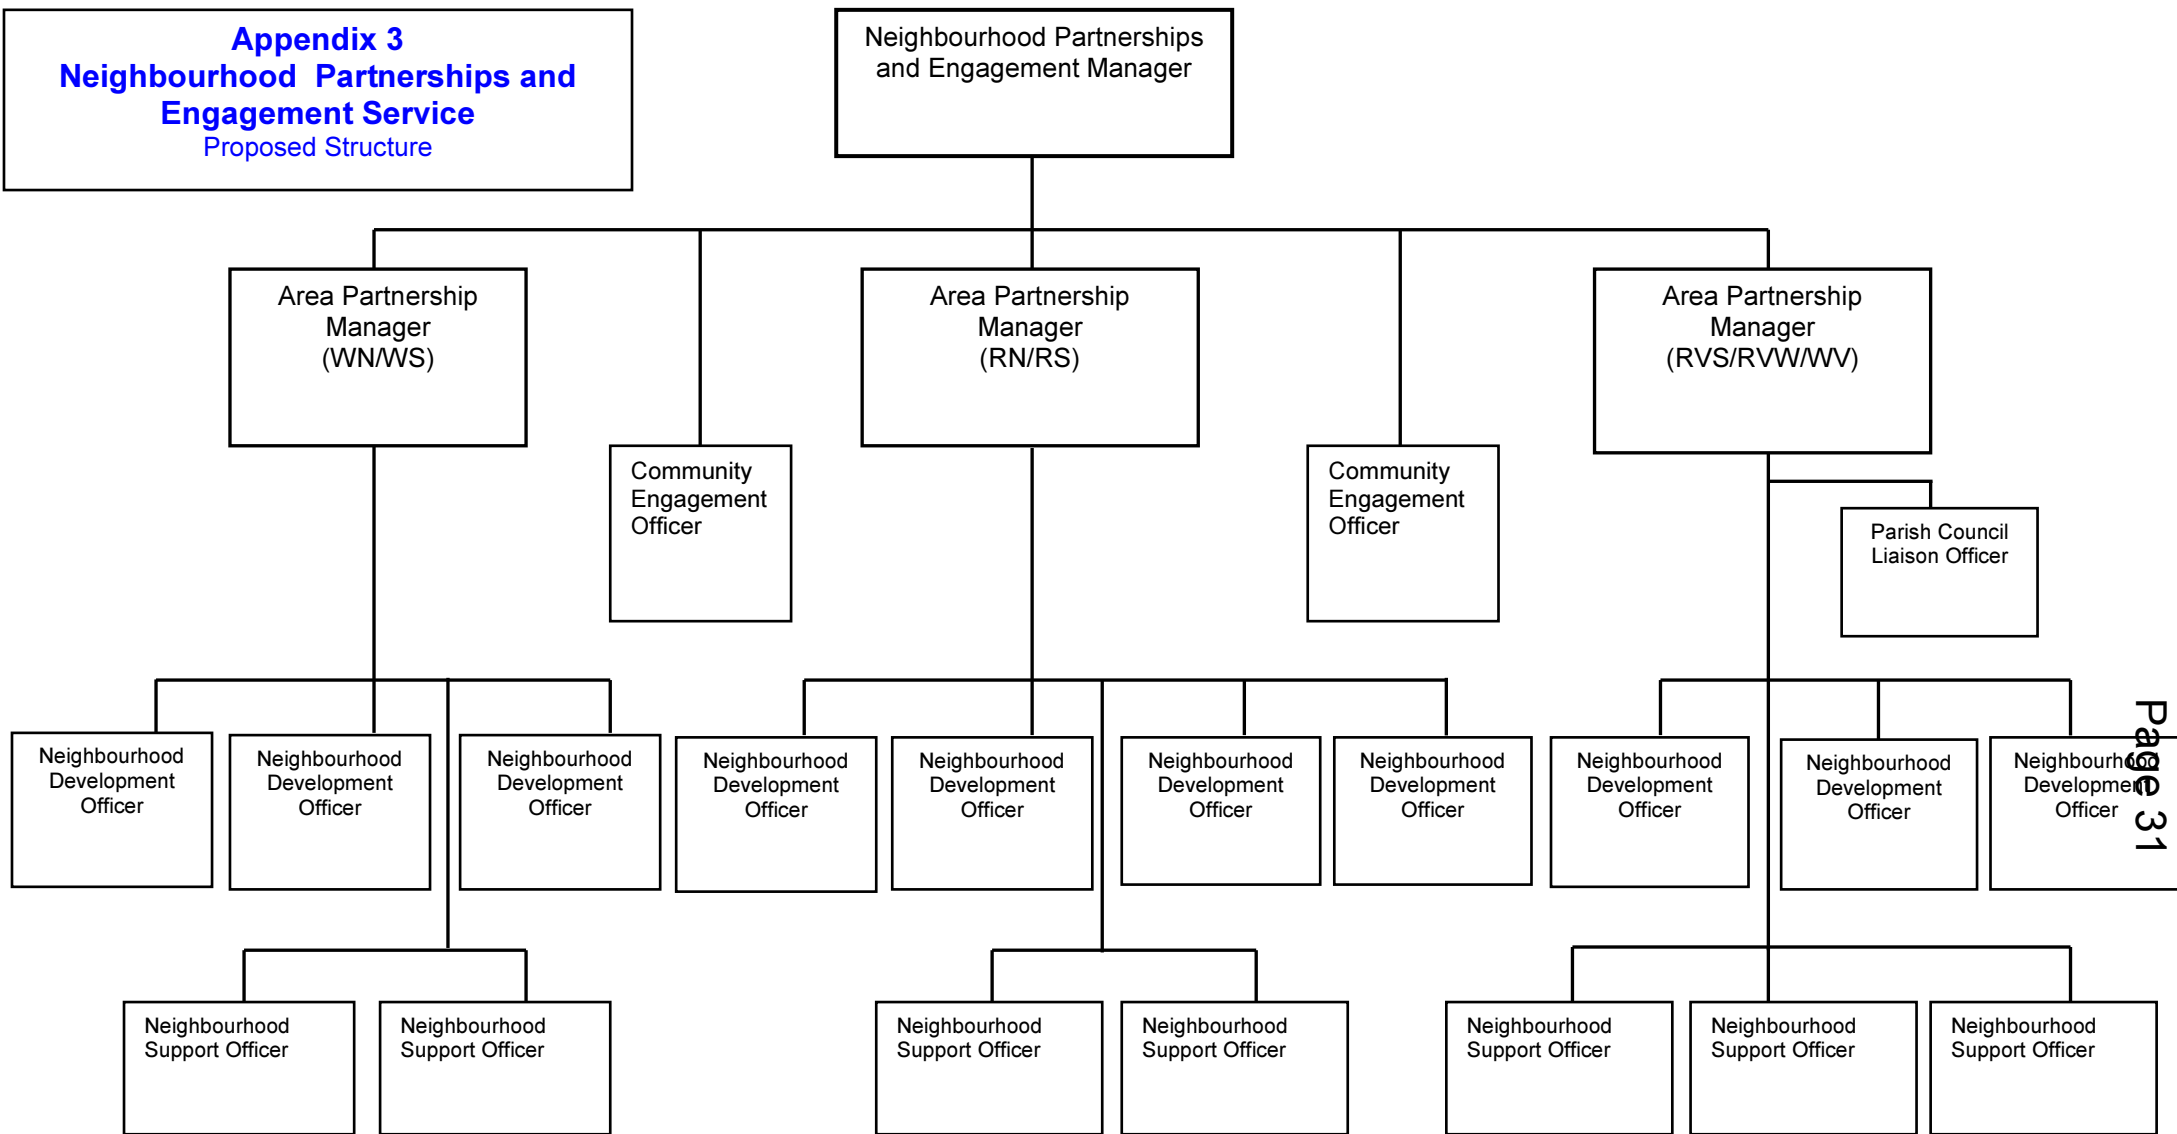 Appendix 3
Neighbourhood Partnerships and
Engagement Service
Proposed Structure
Neighbourhood Partnerships
and Engagement Manager
Area Partnership
Manager
(WN/WS)
Area Partnership
Manager
(RN/RS)
Area Partnership
Manager
(RVS/RVW/WV)
Community
Engagement
Officer
Community
Engagement
Officer
Parish Council
Liaison Officer
Neighbourhood
Development
Officer
Neighbourhood
Development
Officer
Neighbourhood
Development
Officer
Neighbourhood
Development
Officer
Neighbourhood
Development
Officer
Neighbourhood
Development
Officer
Neighbourhood
Development
Officer
Neighbourhood
Development
Officer
Neighbourhood
Development
Officer
Neighbourhood
Development
Officer
Page 31
Neighbourhood
Support Officer
Neighbourhood
Support Officer
Neighbourhood
Support Officer
Neighbourhood
Support Officer
Neighbourhood
Support Officer
Neighbourhood
Support Officer
Neighbourhood
Support Officer